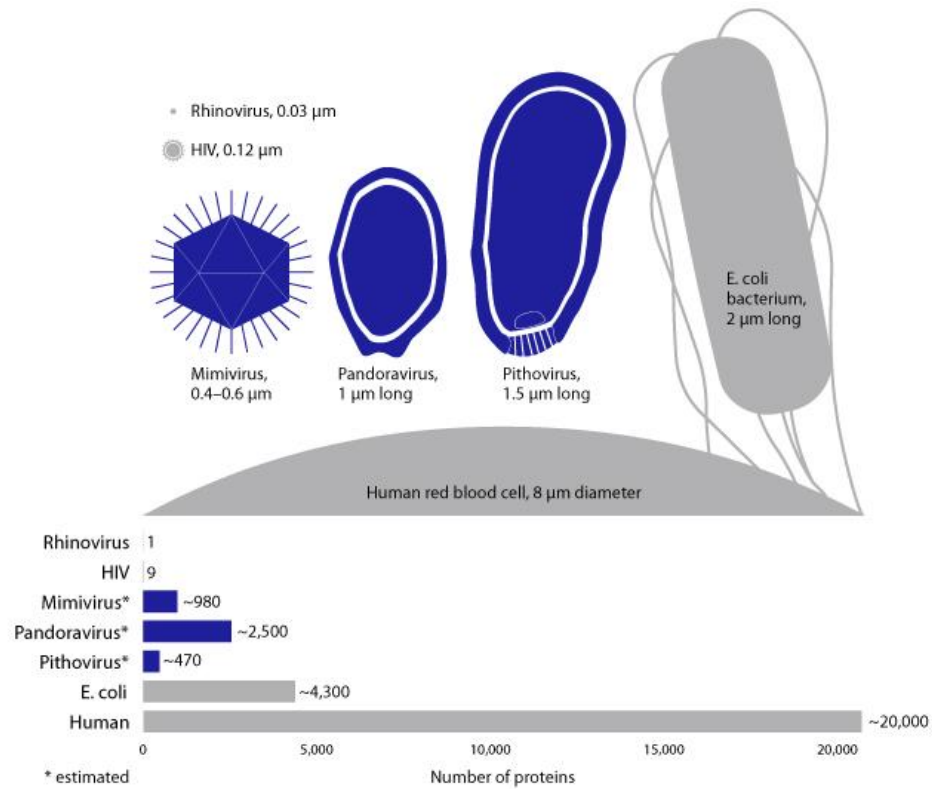 Rhinovirus, 0.03 μm
HIV, 0.12 μm
Mimivirus,
0.4–0.6 μm
Pandoravirus,
1 μm long
Pithovirus,
1.5 μm long
E. coli
bacterium,
2 μm long
Human red blood cell, 8 μm diameter
Rhinovirus 1
HIV 9
Mimivirus* ~980
Pandoravirus* ~2,500
Pithovirus* ~470
E. coli ~4,300
Human ~20,000
0 5,000 10,000 15,000 20,000
* estimated Number of proteins